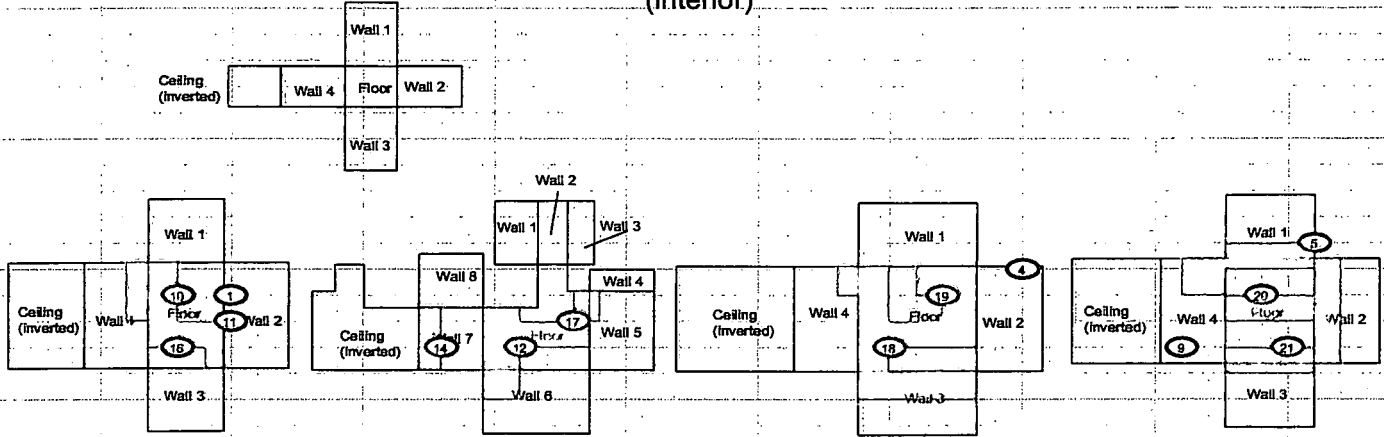 (interior)
Wall 1
Ceiling
(inverted)
Wall 4
Floor
Wall 2
Wall 3
Wall 1
10
1
Ceiling
(inverted)
Wall 4
Floor
11
Wall 2
16
Wall 3
Wall 2
Wall 1
Wall 3
Wall 8
Wall 4
17
Ceiling
(inverted)
Wall 7
14
12
Floor
Wall 5
Wall 6
Wall 1
4
19
Ceiling
(inverted)
Wall 4
Floor
Wall 2
18
Wall 3
Wall 1
5
20
Ceiling
(inverted)
Wall 4
Floor
Wall 2
9
21
Wall 3